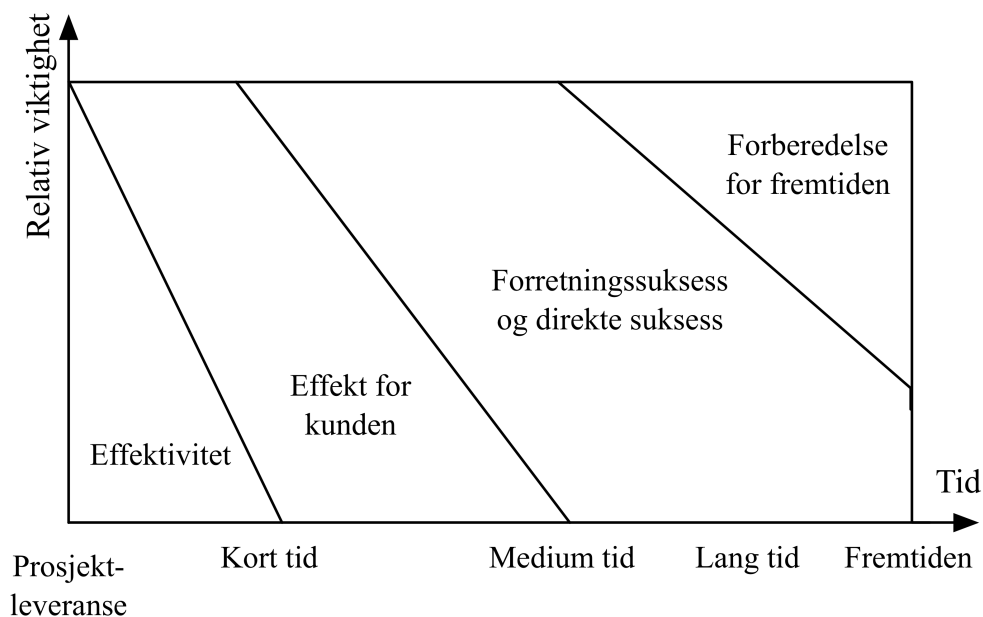 Relativ viktighet
Forberedelse
for fremtiden
Forretningssuksess
og direkte suksess
Effekt for
kunden
Effektivitet
Tid
Prosjekt-
leveranse
Kort tid
Medium tid
Lang tid
Fremtiden